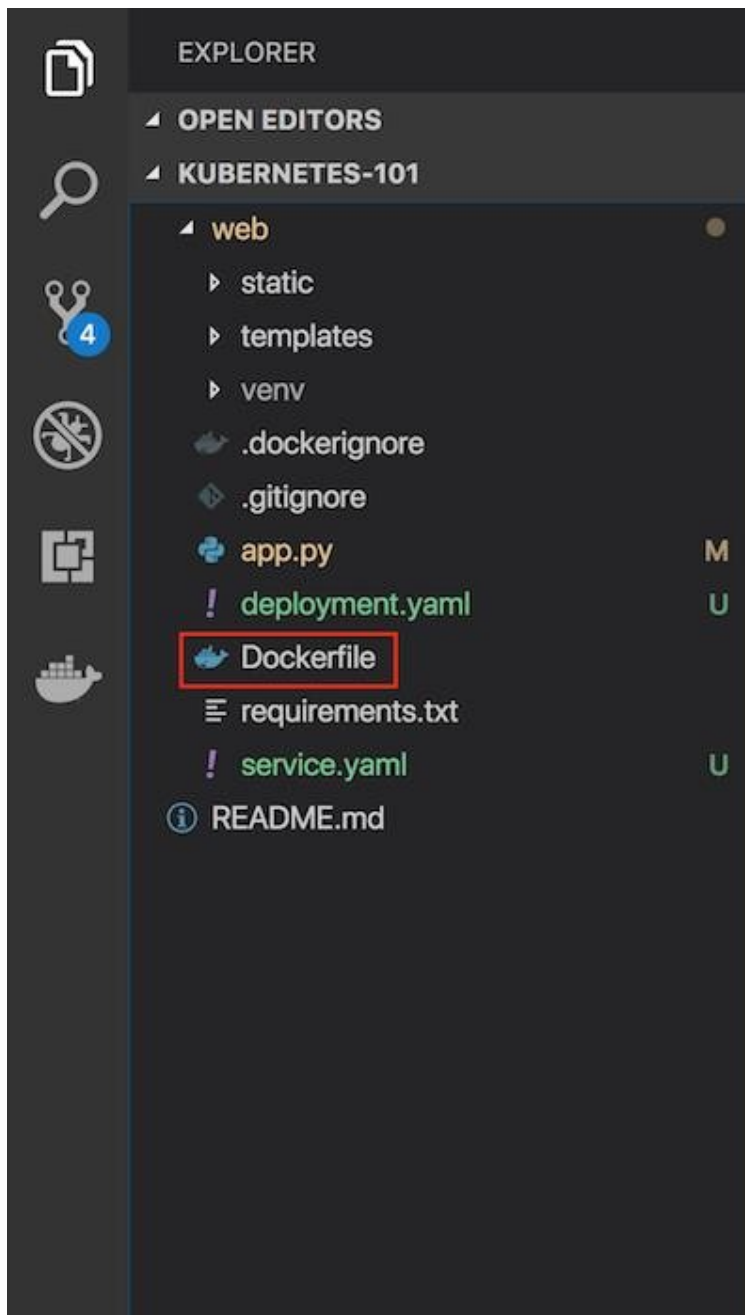 EXPLORER
OPEN EDITORS
KUBERNETES-101
web
static
4
templates
venv
.dockerignore
.gitignore
app.py M
deployment.yaml U
Dockerfile
requirements.txt
service.yaml U
README.md